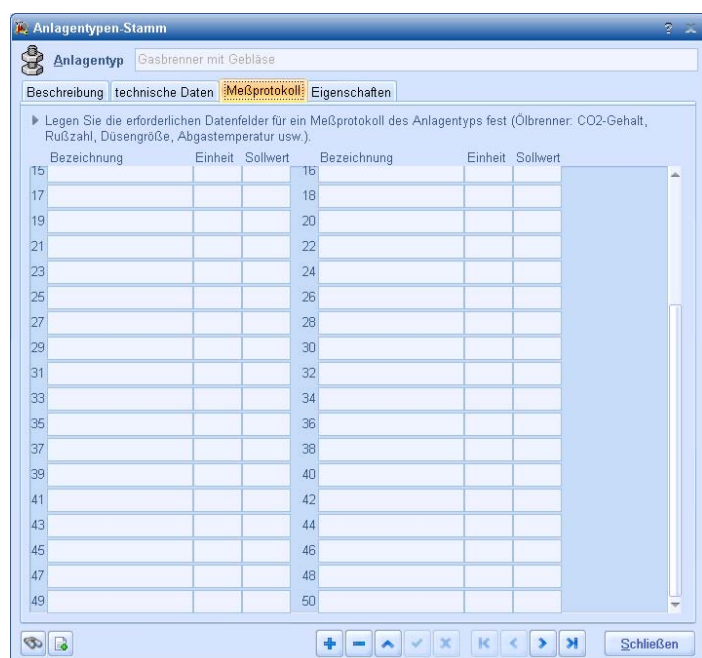 Anlagentypen-Stamm
Anlagentyp Gasbrenner mit Gebläse
Beschreibung technische Daten Meßprotokoll Eigenschaften
Legen Sie die erforderlichen Datenfelder für ein Meßprotokoll des Anlagentyps fest (Ölbrenner: CO2-Gehalt,
Rußzahl, Düsengröße, Abgastemperatur usw.).
Bezeichnung Einheit Sollwert Bezeichnung Einheit Sollwert
15 16
17 18
19 20
21 22
23 24
25 26
27 28
29 30
31 32
33 34
35 36
37 38
39 40
41 42
43 44
45 46
47 48
49 50
Schließen